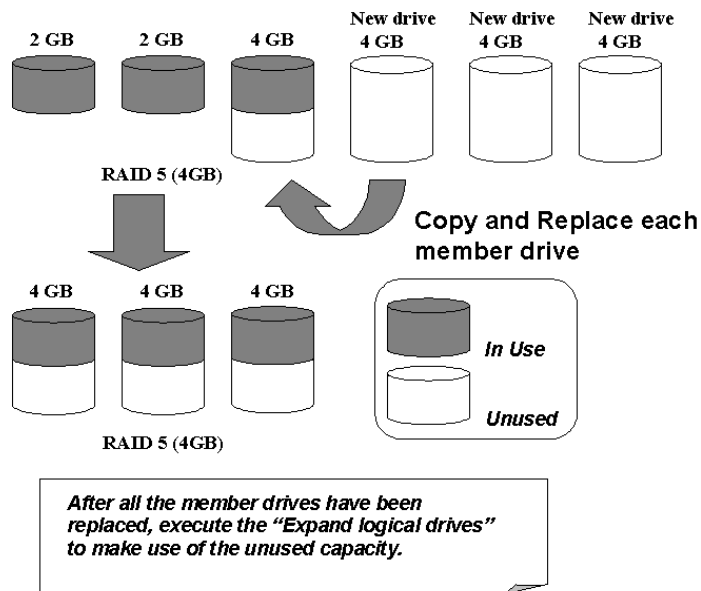 New drive New drive New drive
2 GB 2 GB 4 GB 4 GB 4 GB 4 GB
RAID 5 (4GB)
Copy and Replace each
member drive
4 GB 4 GB 4 GB
In Use
Unused
RAID 5 (4GB)
After all the member drives have been
replaced, execute the “Expand logical drives”
to make use of the unused capacity.